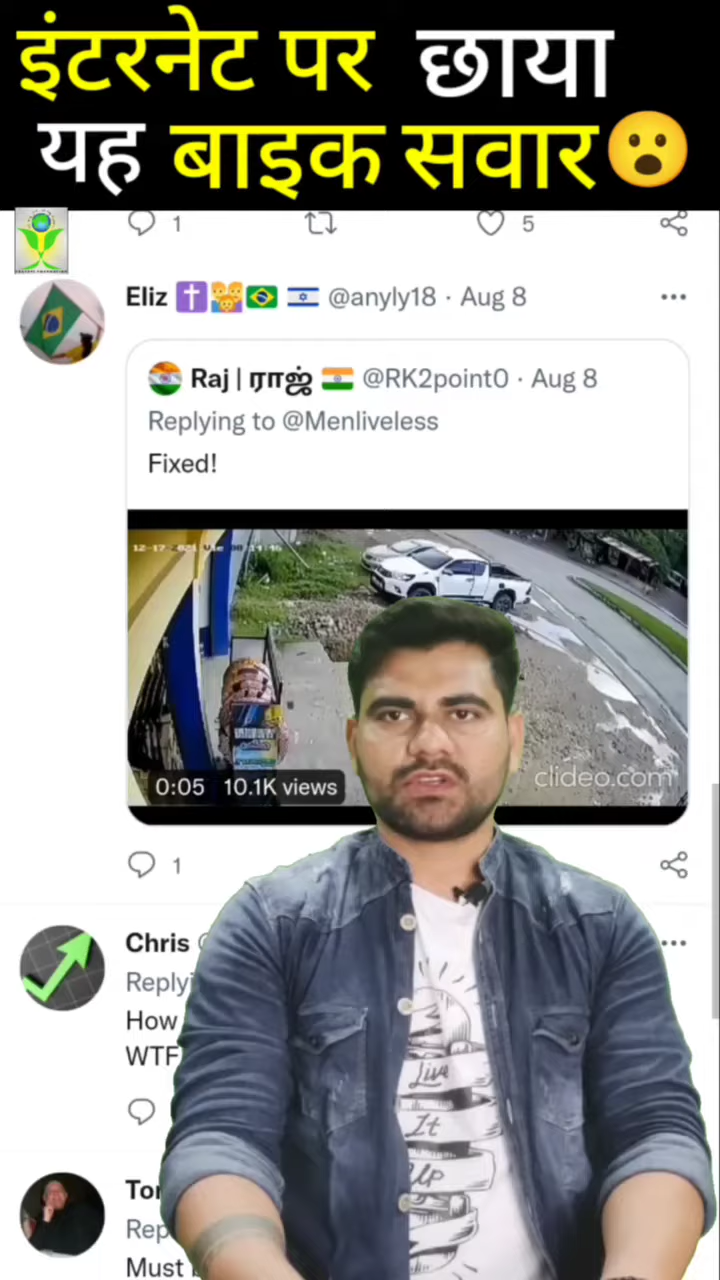 इंटरनेट पर छाया
यह बाइक सवार
1
5
Eliz @anyly18 · Aug 8
Raj | ராஜ் @RK2point0 · Aug 8
Replying to @Menliveless
Fixed!
0:05 10.1K views
clideo.com
1
Chris
Replyi
How
WTF
Live
It
Up
Tor
Rep
Must